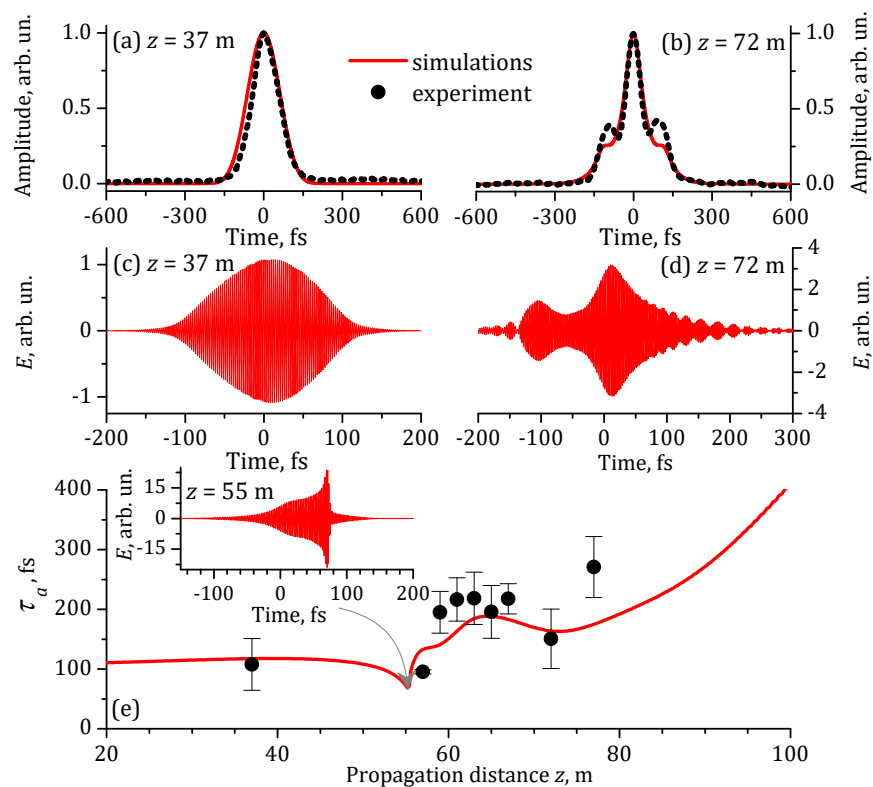 (a) z = 37 m
simulations
experiment
(b) z = 72 m
Amplitude, arb. un.
1.0
0.5
0.0
-600 -300 0 300 600
Time, fs
-600 -300 0 300 600
Time, fs
1.0
0.5
0.0
Amplitude, arb. un.
(c) z = 37 m
E, arb. un.
1
0
-1
-200 -100 0 100 200
Time, fs
(d) z = 72 m
4
2
0
-2
-4
E, arb. un.
-200 -100 0 100 200 300
Time, fs
z = 55 m
E, arb. un.
15
0
-15
-100 0 100 200
Time, fs
τa, fs
400
300
200
100
0
(e)
20 40 60 80 100
Propagation distance z, m